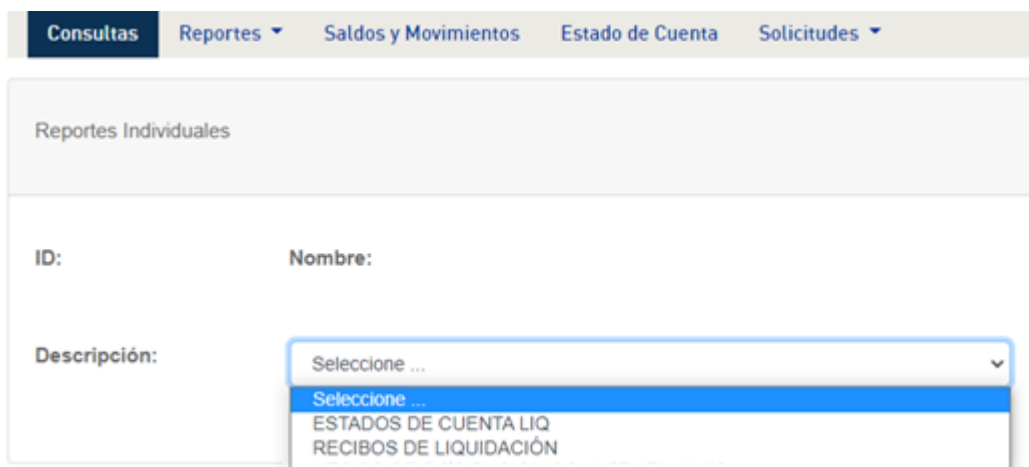 Consultas Reportes Saldos y Movimientos Estado de Cuenta Solicitudes
Reportes Individuales
ID: Nombre:
Descripción: Seleccione ...
Seleccione ...
ESTADOS DE CUENTA LIQ
RECIBOS DE LIQUIDACIÓN